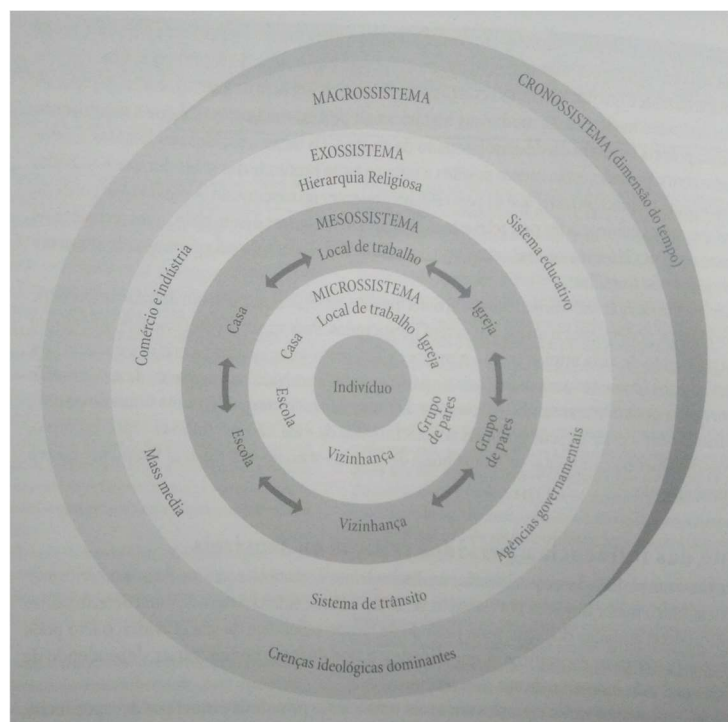 CRONOSSISTEMA (dimensão do tempo)
MACROSSISTEMA
EXOSSISTEMA
Hierarquia Religiosa
Sistema educativo
Comércio e indústria
MESOSSISTEMA
Local de trabalho
Casa
Igreja
MICROSSISTEMA
Local de trabalho
Casa
Igreja
Indivíduo
Escola
Grupo
de pares
Vizinhança
Escola
Grupo
de pares
Vizinhança
Mass media
Agências governamentais
Sistema de trânsito
Crenças ideológicas dominantes